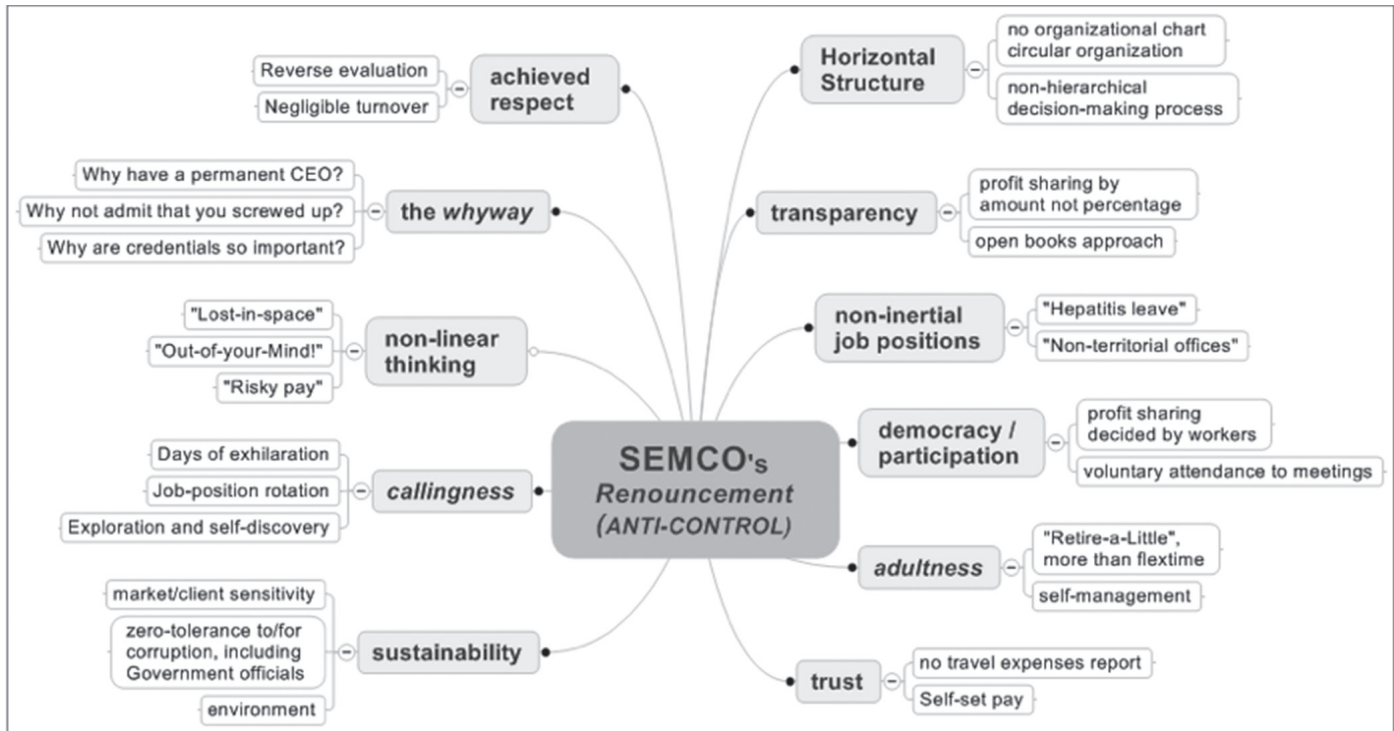 SEMCO's
Renouncement
(ANTI-CONTROL)
achieved
respect
Reverse evaluation
Negligible turnover
the whyway
Why have a permanent CEO?
Why not admit that you screwed up?
Why are credentials so important?
non-linear
thinking
"Lost-in-space"
"Out-of-your-Mind!"
"Risky pay"
callingness
Days of exhilaration
Job-position rotation
Exploration and self-discovery
sustainability
market/client sensitivity
zero-tolerance to/for
corruption, including
Government officials
environment
Horizontal
Structure
no organizational chart
circular organization
non-hierarchical
decision-making process
transparency
profit sharing by
amount not percentage
open books approach
non-inertial
job positions
"Hepatitis leave"
"Non-territorial offices"
democracy /
participation
profit sharing
decided by workers
voluntary attendance to meetings
adultness
"Retire-a-Little",
more than flextime
self-management
trust
no travel expenses report
Self-set pay